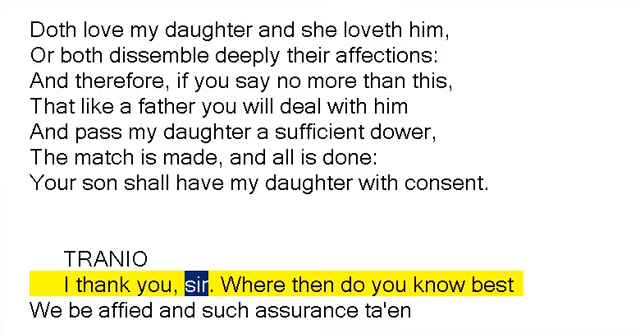 Doth love my daughter and she loveth him,
Or both dissemble deeply their affections:
And therefore, if you say no more than this,
That like a father you will deal with him
And pass my daughter a sufficient dower,
The match is made, and all is done:
Your son shall have my daughter with consent.
TRANIO
I thank you, sir. Where then do you know best
We be affied and such assurance ta'en